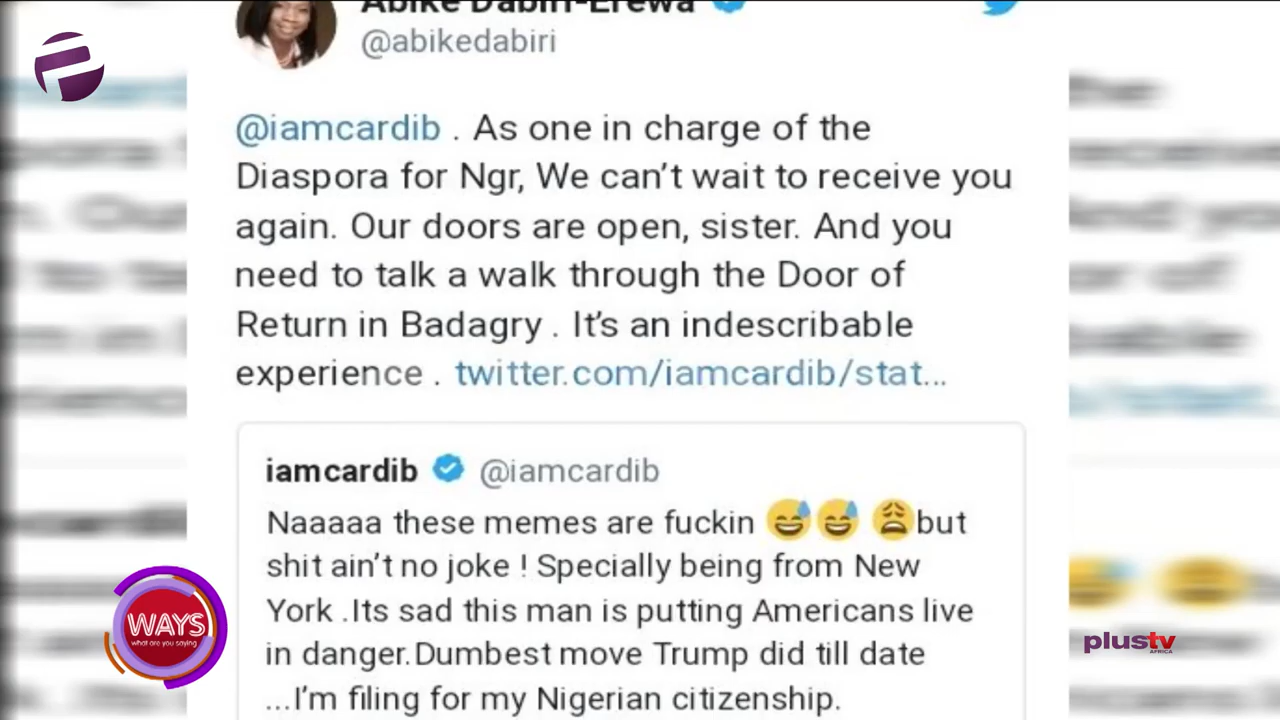 Abike Dabiri-Erewa
@abikedabiri
@iamcardib . As one in charge of the
Diaspora for Ngr, We can't wait to receive you
again. Our doors are open, sister. And you
need to talk a walk through the Door of
Return in Badagry . It's an indescribable
experience . twitter.com/iamcardib/stat...
iamcardib @iamcardib
Naaaaa these memes are fuckin 😅😅 😩but
shit ain't no joke ! Specially being from New
York .Its sad this man is putting Americans live
in danger.Dumbest move Trump did till date
...I'm filing for my Nigerian citizenship.
WAYS
what are you saying
plustv
AFRICA